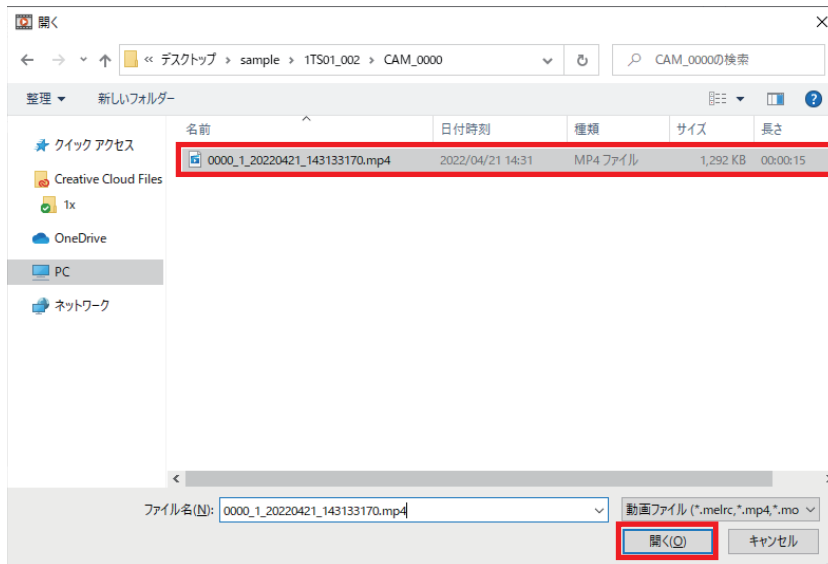 開く
« デスクトップ › sample › 1TS01_002 › CAM_0000
CAM_0000の検索
整理 新しいフォルダー
名前 日付時刻 種類 サイズ 長さ
0000_1_20220421_143133170.mp4 2022/04/21 14:31 MP4 ファイル 1,292 KB 00:00:15
クイック アクセス
Creative Cloud Files
1x
OneDrive
PC
ネットワーク
ファイル名(N): 0000_1_20220421_143133170.mp4 動画ファイル (*.melrc,*.mp4,*.mo
開く(O) キャンセル